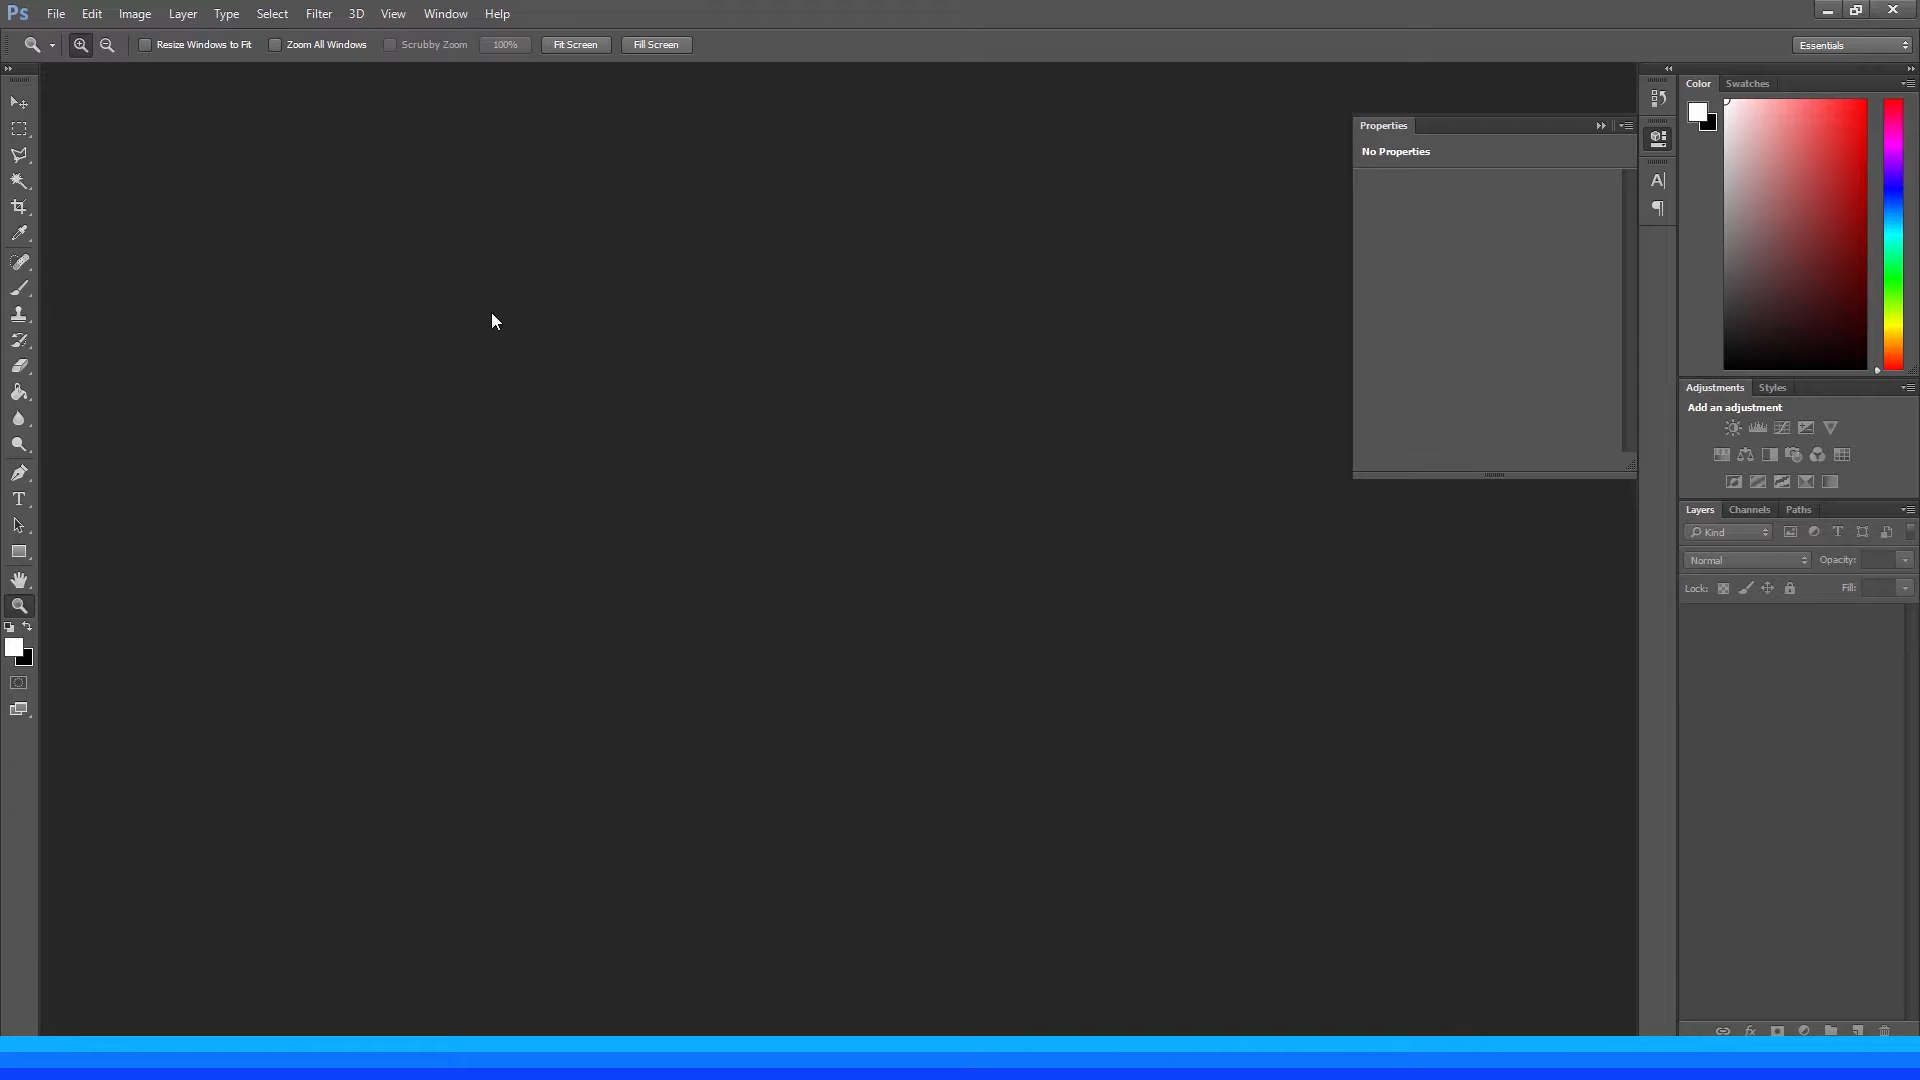 Ps File Edit Image Layer Type Select Filter 3D View Window Help
Resize Windows to Fit Zoom All Windows Scrubby Zoom 100% Fit Screen Fill Screen Essentials
Color Swatches
Properties
No Properties
A
¶
Adjustments Styles
Add an adjustment
T
Layers Channels Paths
Kind T
Normal Opacity:
Lock: Fill:
fx